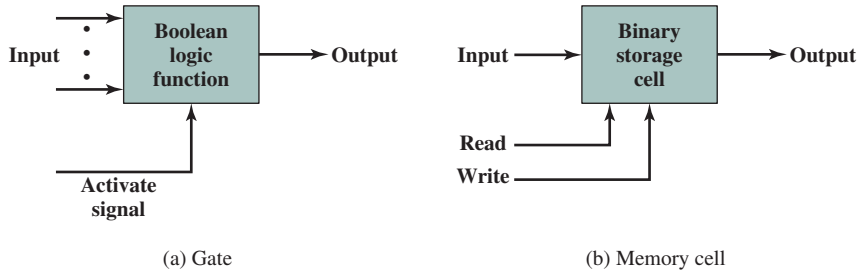 Input
Boolean
logic
function
Output
Activate
signal
(a) Gate
Input
Binary
storage
cell
Output
Read
Write
(b) Memory cell